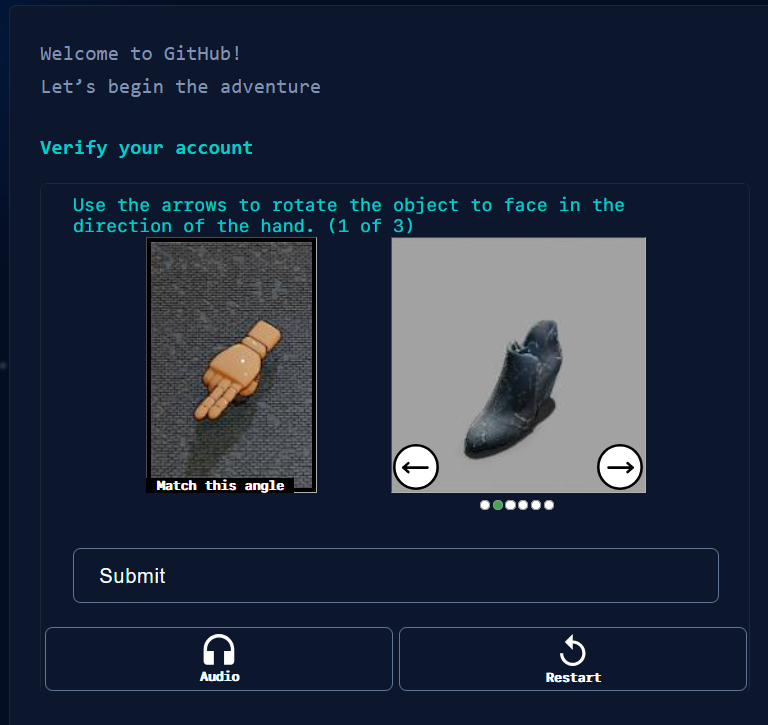 Welcome to GitHub!
Let’s begin the adventure
Verify your account
Use the arrows to rotate the object to face in the
direction of the hand. (1 of 3)
Match this angle
Submit
Audio
Restart